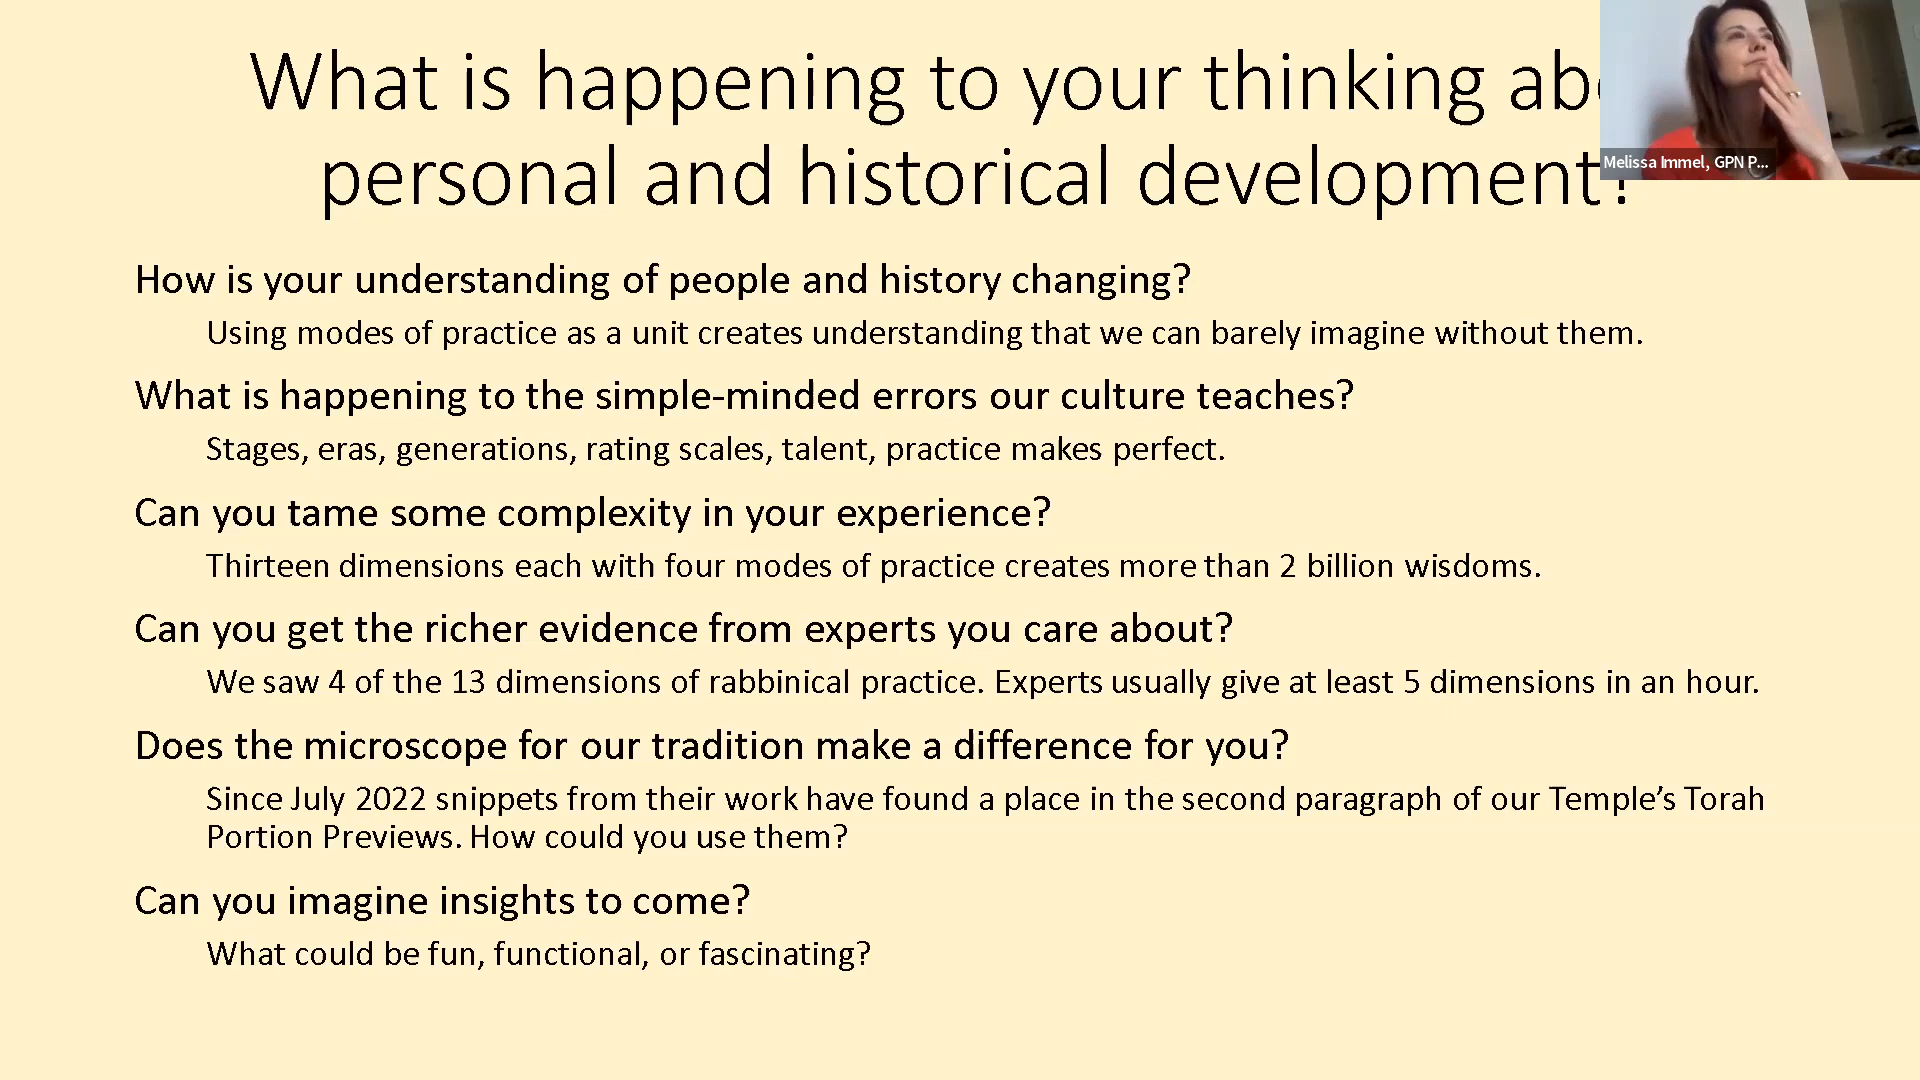 What is happening to your thinking
personal and historical development?
Melissa Immel, GPN P...
How is your understanding of people and history changing?
Using modes of practice as a unit creates understanding that we can barely imagine without them.
What is happening to the simple-minded errors our culture teaches?
Stages, eras, generations, rating scales, talent, practice makes perfect.
Can you tame some complexity in your experience?
Thirteen dimensions each with four modes of practice creates more than 2 billion wisdoms.
Can you get the richer evidence from experts you care about?
We saw 4 of the 13 dimensions of rabbinical practice. Experts usually give at least 5 dimensions in an hour.
Does the microscope for our tradition make a difference for you?
Since July 2022 snippets from their work have found a place in the second paragraph of our Temple’s Torah
Portion Previews. How could you use them?
Can you imagine insights to come?
What could be fun, functional, or fascinating?